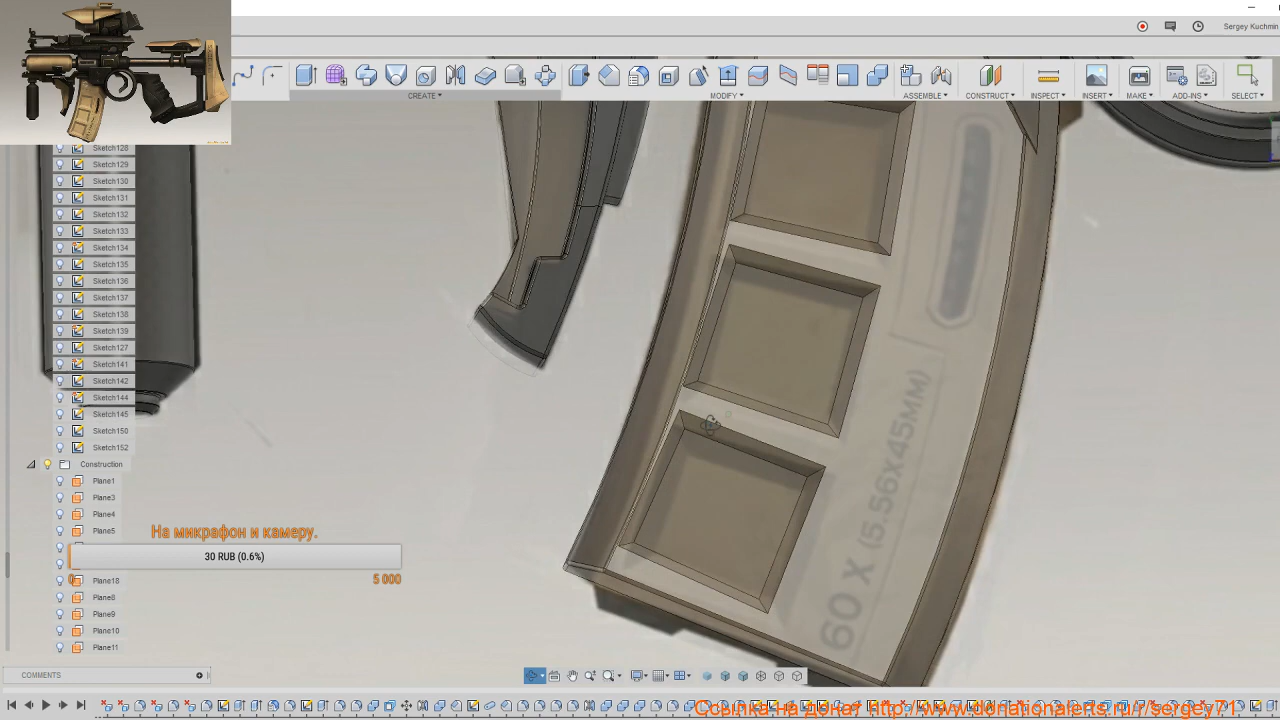 Sergey Kuchmin
CREATE
MODIFY
ASSEMBLE
CONSTRUCT
INSPECT
INSERT
MAKE
ADD-INS
SELECT
Sketch128
Sketch129
Sketch130
Sketch131
Sketch132
Sketch133
Sketch134
Sketch135
Sketch136
Sketch137
Sketch138
Sketch139
Sketch127
Sketch141
Sketch142
Sketch144
Sketch145
Sketch150
Sketch152
Construction
Plane1
Plane3
Plane4
Plane5
Plane18
Plane8
Plane9
Plane10
Plane11
На микрафон и камеру.
30 RUB (0.6%)
0
5 000
60 X (5 56X45MM)
COMMENTS
Ссылка на донат http://www.donationalerts.ru/r/sergey71